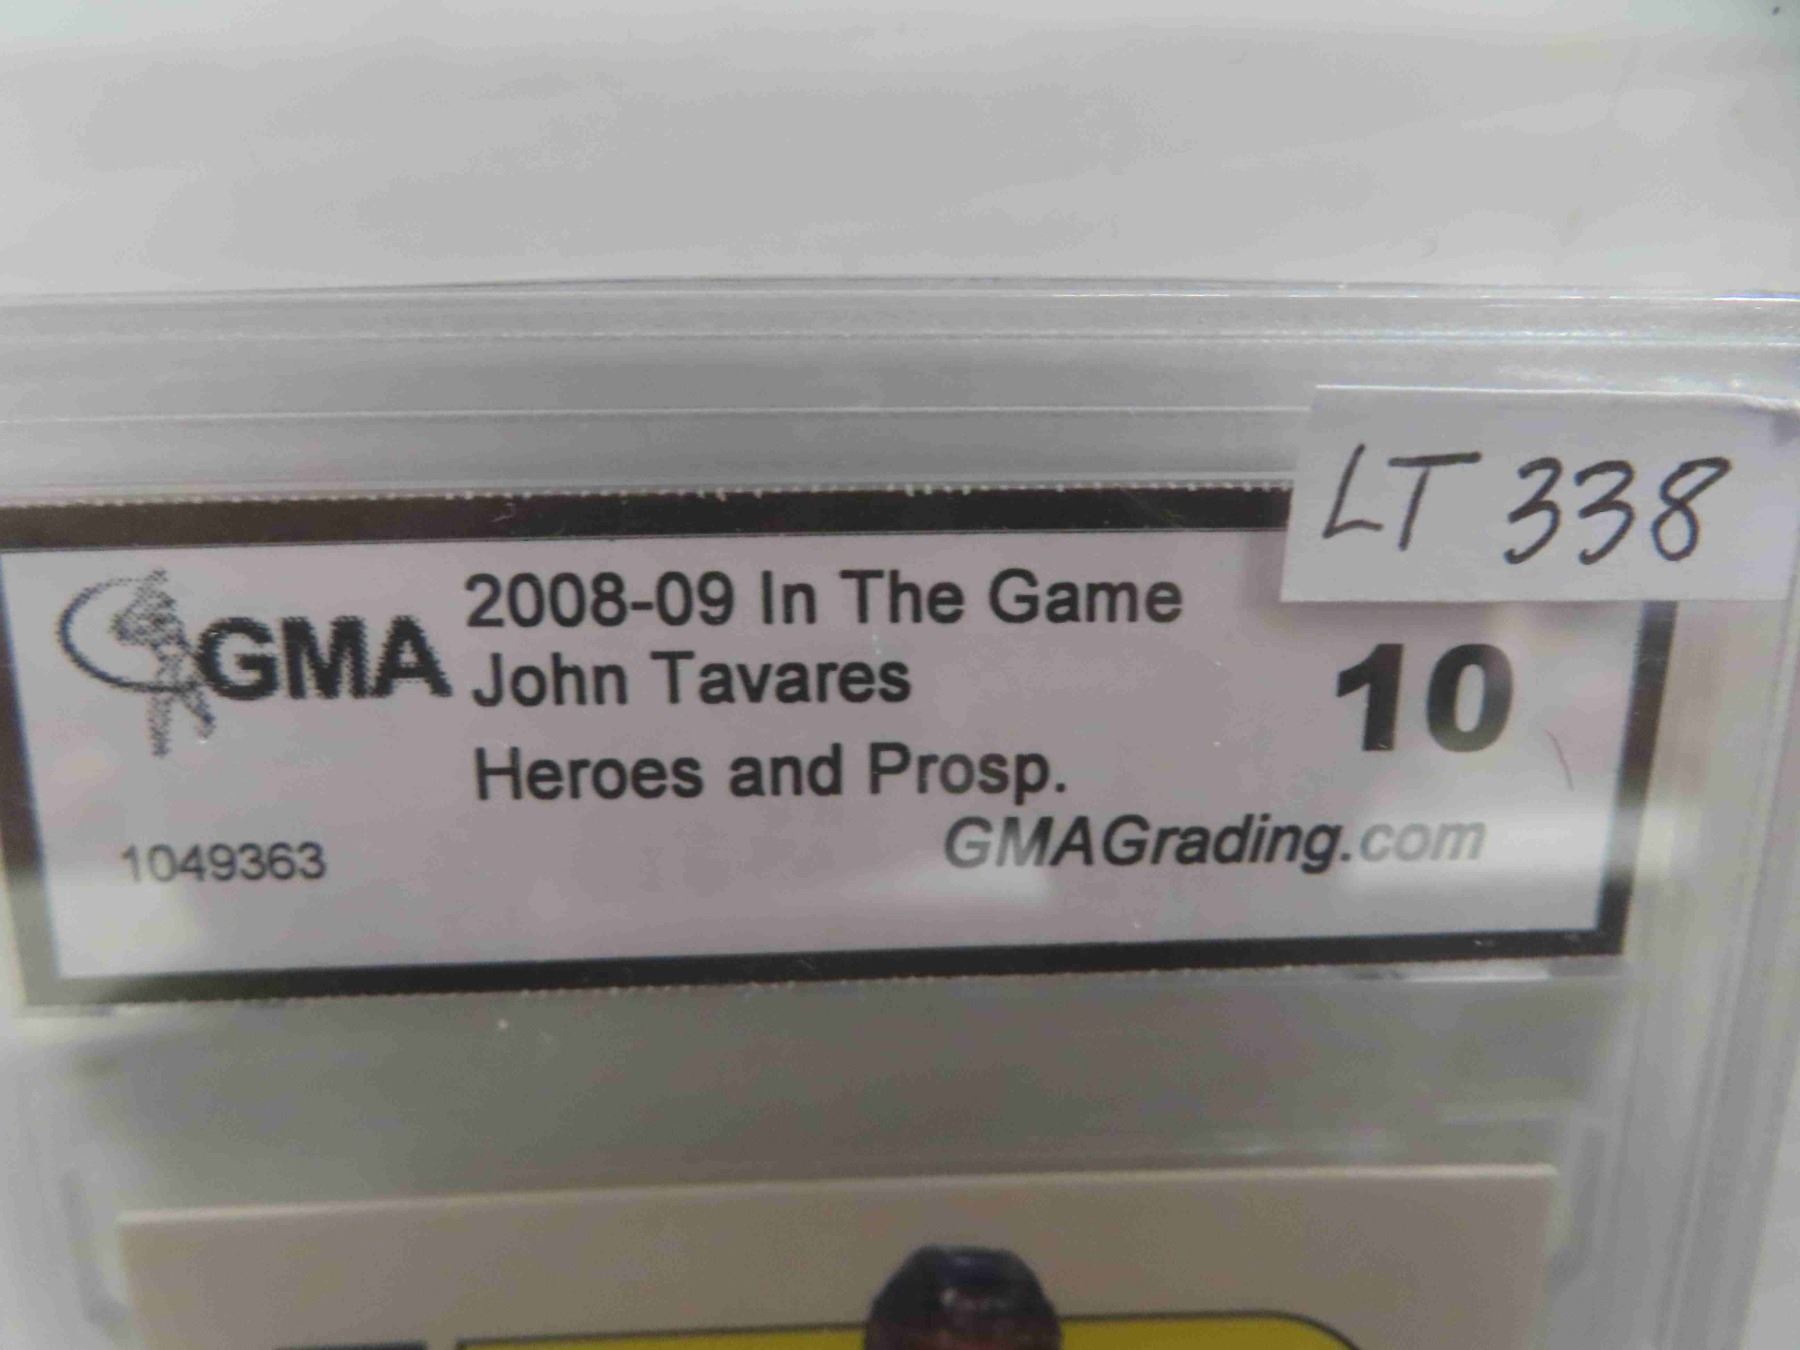 LT 338
GMA
2008-09 In The Game
John Tavares
Heroes and Prosp.
10
1049363
GMAGrading.com